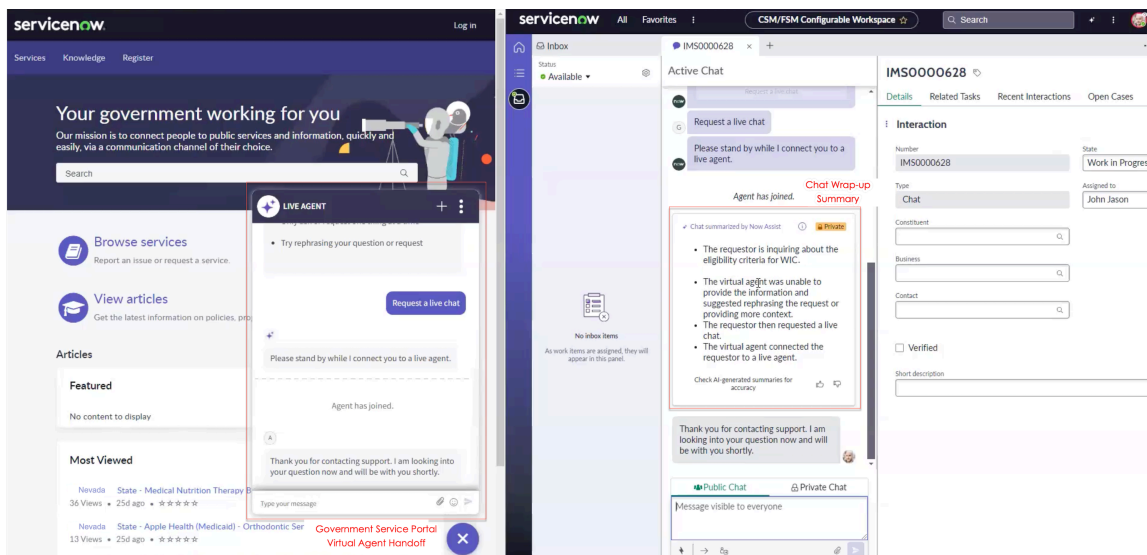 servicenow.
Log in
Services
Knowledge
Register
Your government working for you
Our mission is to connect people to public services and information, quickly and
easily, via a communication channel of their choice.
Search
Browse services
Report an issue or request a service.
View articles
Get the latest information on policies,
Articles
Featured
No content to display
Most Viewed
Nevada State - Medical Nutrition Therapy
36 Views • 25d ago •
Nevada State - Apple Health (Medicaid) - Orthodontic Ser
13 Views • 25d ago •
LIVE AGENT
• Try rephrasing your question or request
Request a live chat
Please stand by while I connect you to a live agent.
Agent has joined.
A
Thank you for contacting support. I am looking into
your question now and will be with you shortly.
Type your message
Government Service Portal
Virtual Agent Handoff
servicenow
All
Favorites
CSM/FSM Configurable Workspace
Search
Inbox
Status
Available
No inbox items
As work items are assigned, they will
appear in this panel.
IMS0000628
Active Chat
Request a live chat
now
G
Request a live chat
Please stand by while I connect you to a
live agent.
now
Agent has joined.
Chat Wrap-up
Summary
Chat summarized by Now Assist
Private
• The requestor is inquiring about the
eligibility criteria for WIC.
• The virtual agent was unable to
provide the information and
suggested rephrasing the request or
providing more context.
• The requestor then requested a live
chat.
• The virtual agent connected the
requestor to a live agent.
Check AI-generated summaries for
accuracy
Thank you for contacting support. I am
looking into your question now and will
be with you shortly.
Public Chat
Private Chat
Message visible to everyone
IMS0000628
Details
Related Tasks
Recent Interactions
Open Cases
Interaction
Number
IMS0000628
State
Work in Progres
Type
Chat
Assigned to
John Jason
Constituent
Business
Contact
Verified
Short description